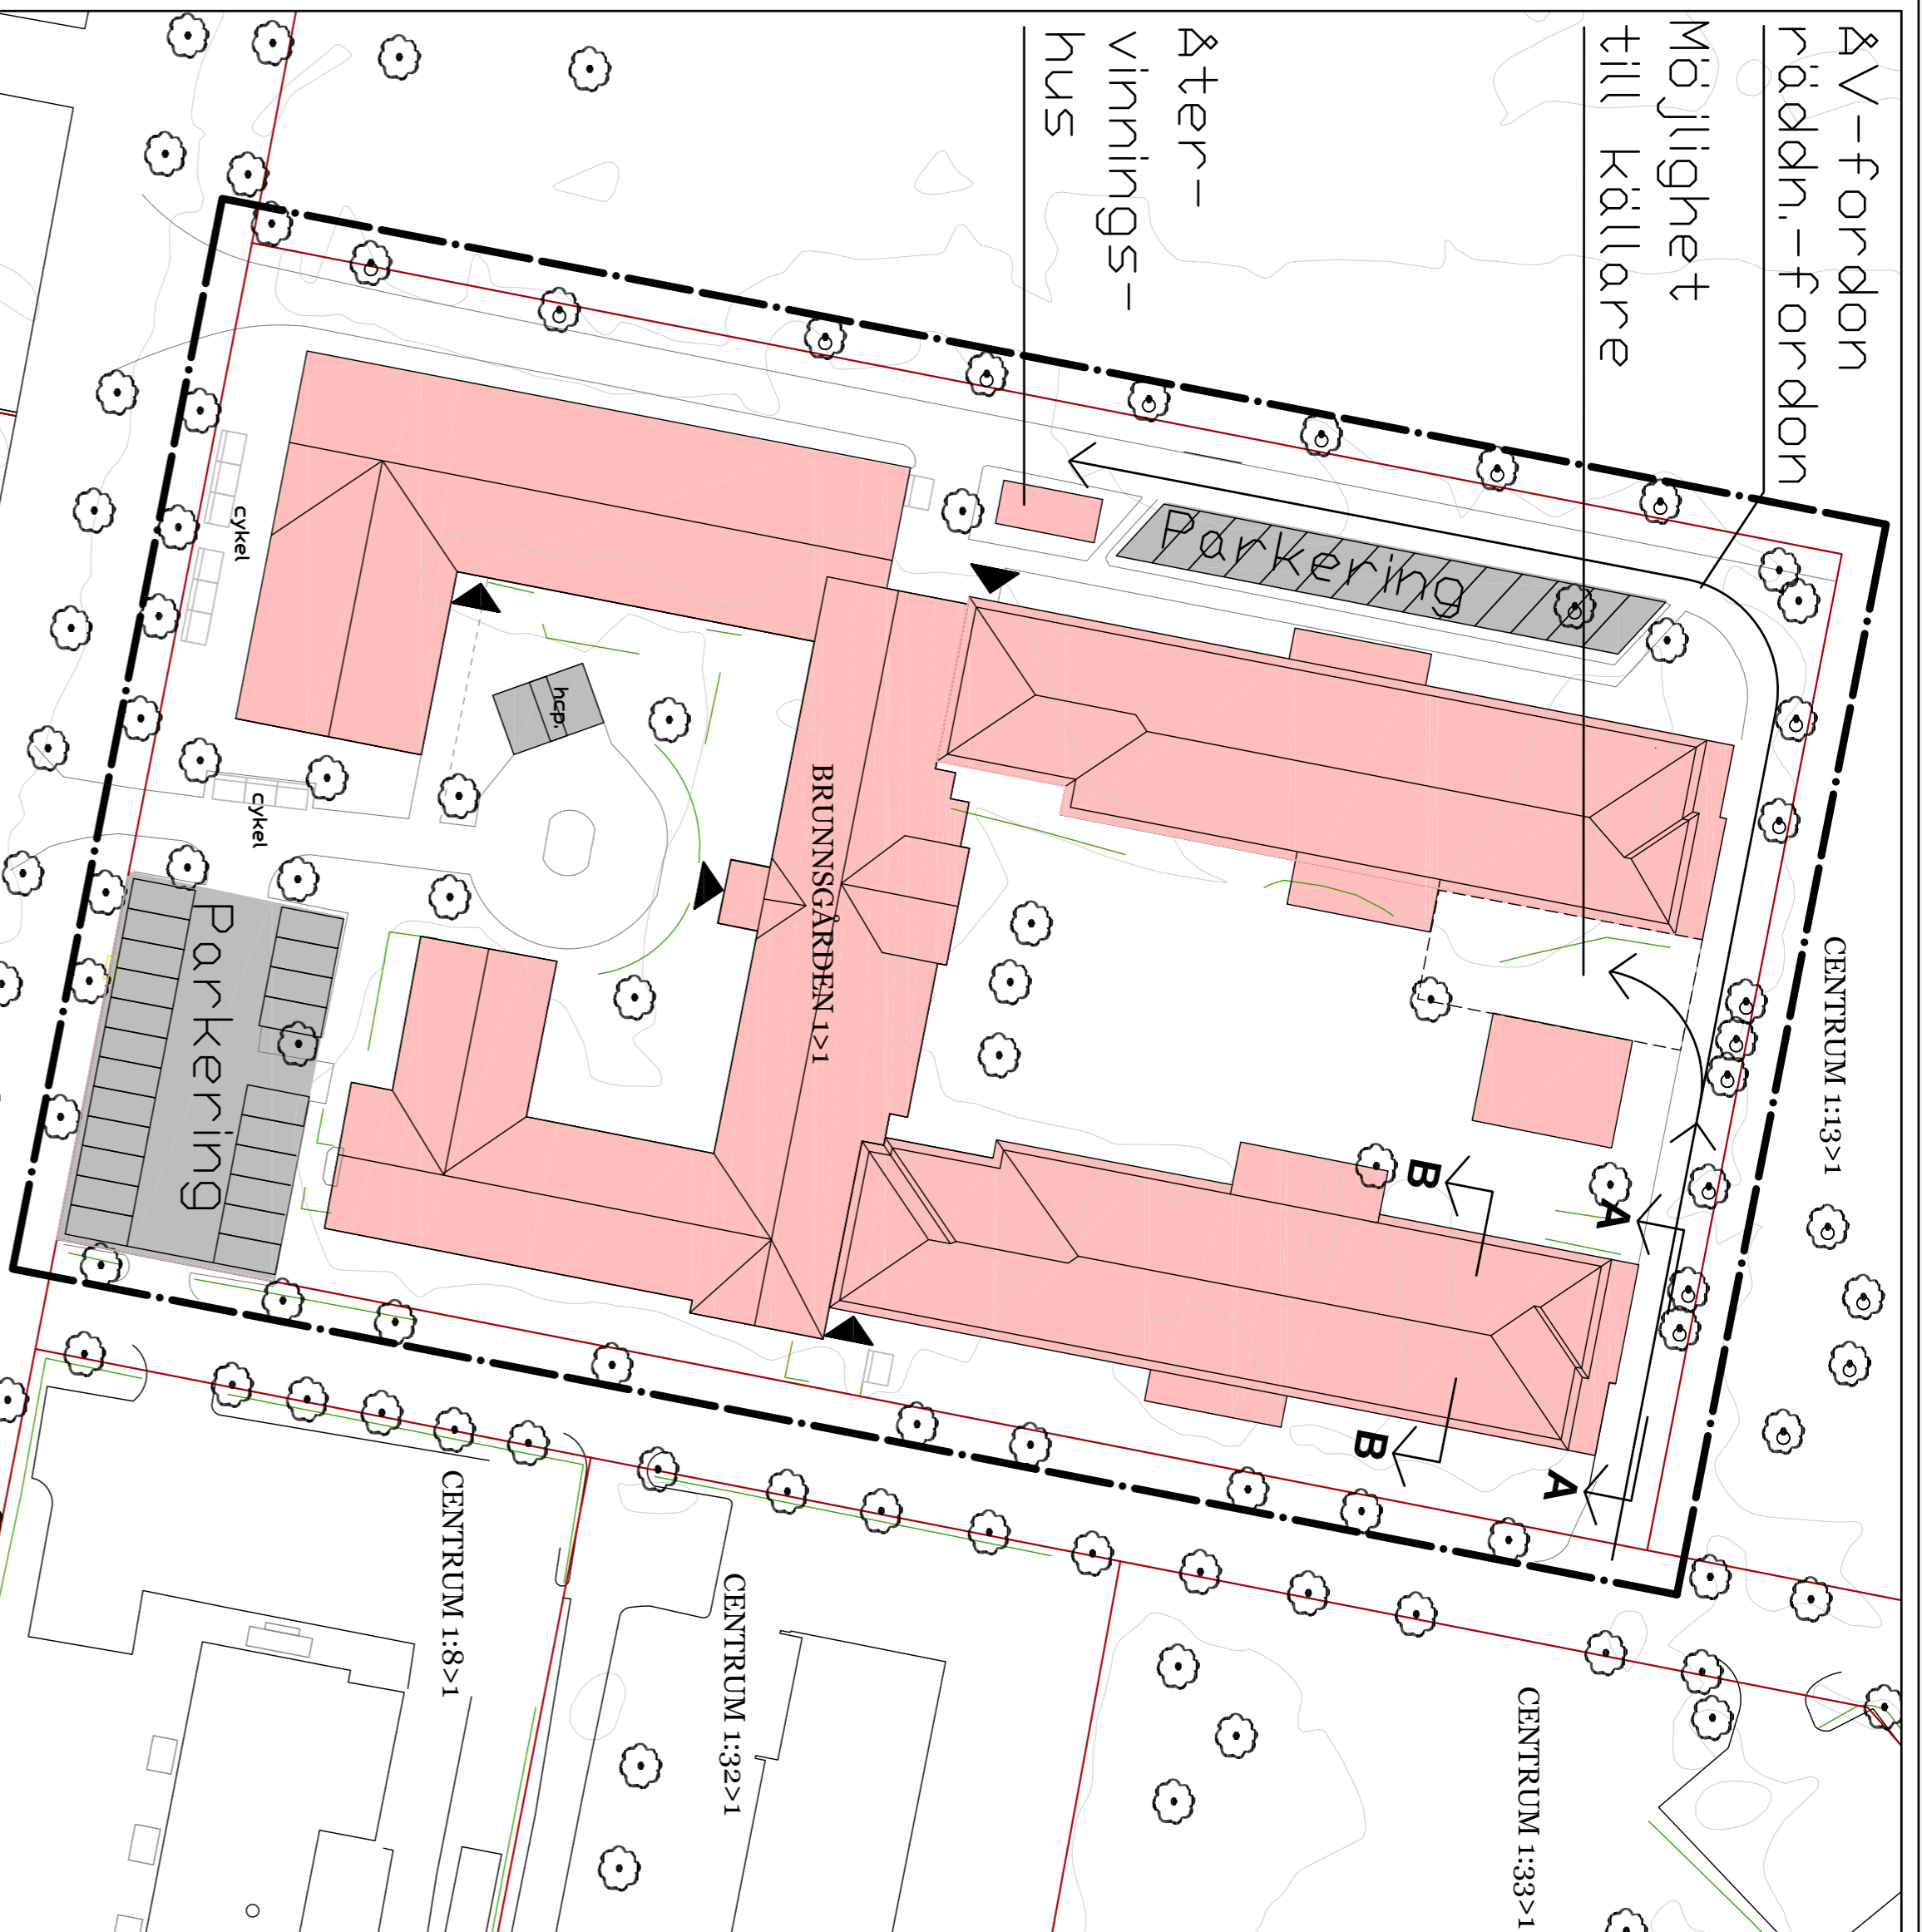 ÅV-fordon
räddn.-fordon
Möjlighet
till källare
Åter-
vinnings-
hus
Parkering
cykel
hcp.
cykel
BRUNNSGÅRDEN 1>1
CENTRUM 1:13>1
Parkering
B
A
B
A
CENTRUM 1:8>1
CENTRUM 1:32>1
CENTRUM 1:33>1